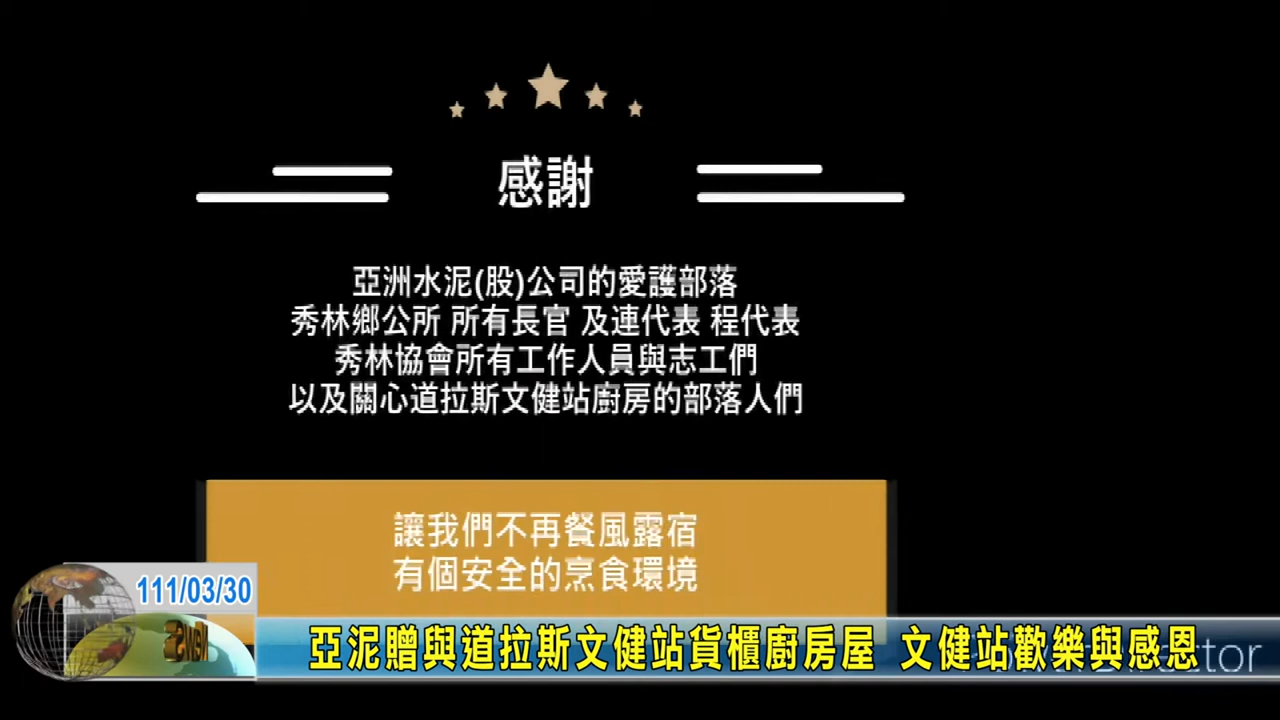 感謝
亞洲水泥(股)公司的愛護部落
秀林鄉公所 所有長官 及連代表 程代表
秀林協會所有工作人員與志工們
以及關心道拉斯文健站廚房的部落人們
讓我們不再餐風露宿
有個安全的烹食環境
111/03/30
亞泥贈與道拉斯文健站貨櫃廚房屋 文健站歡樂與感恩